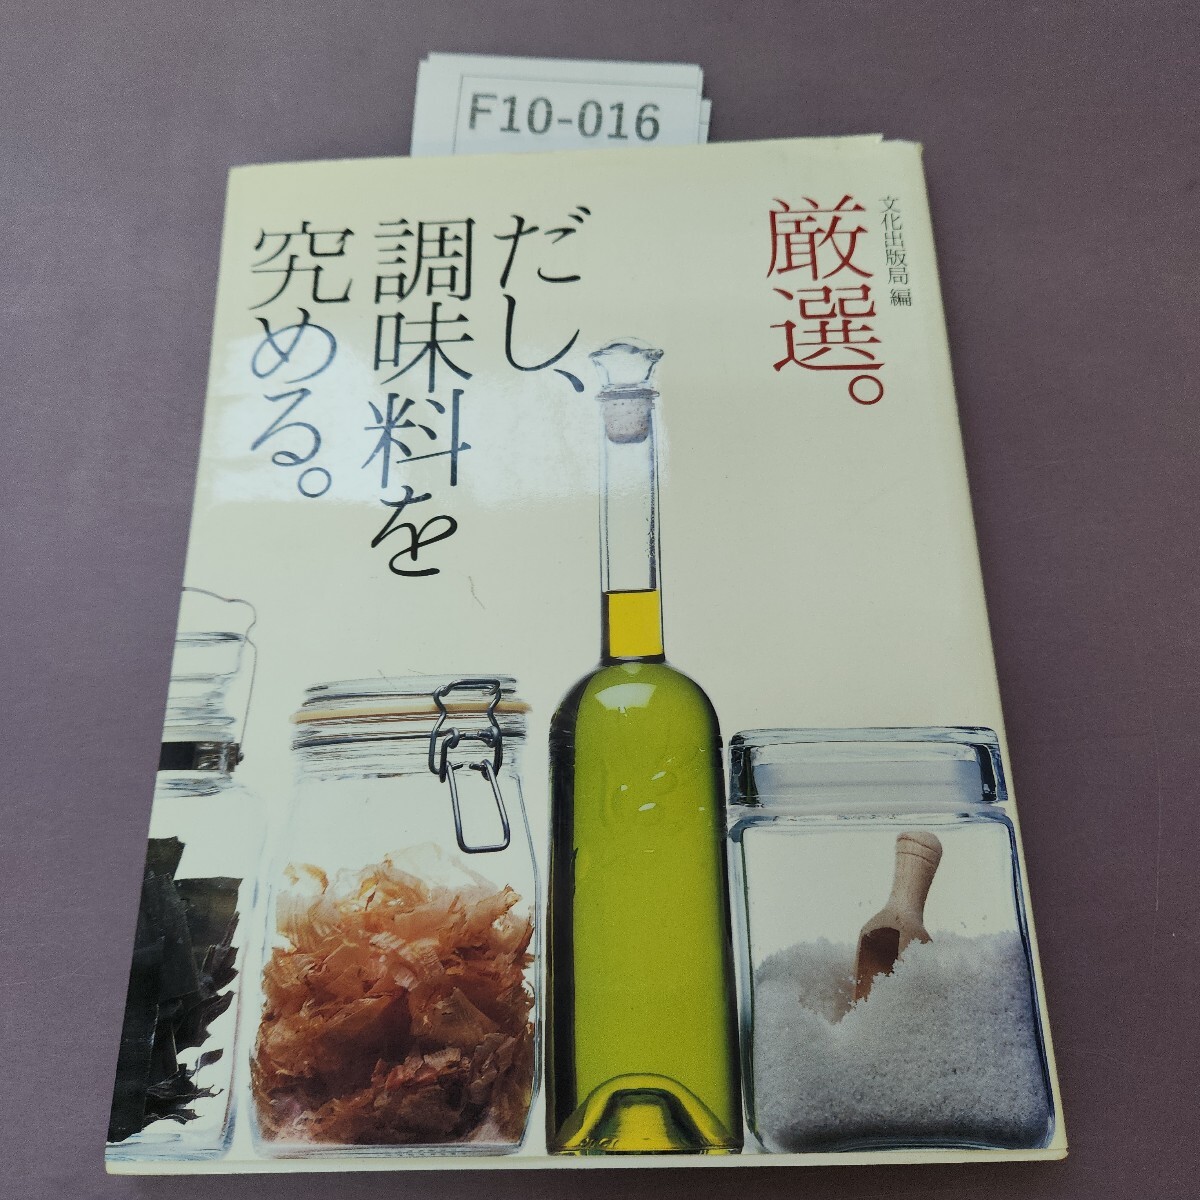 F10-016
文化出版局 編
厳選。
だし、
調味料を
究める。